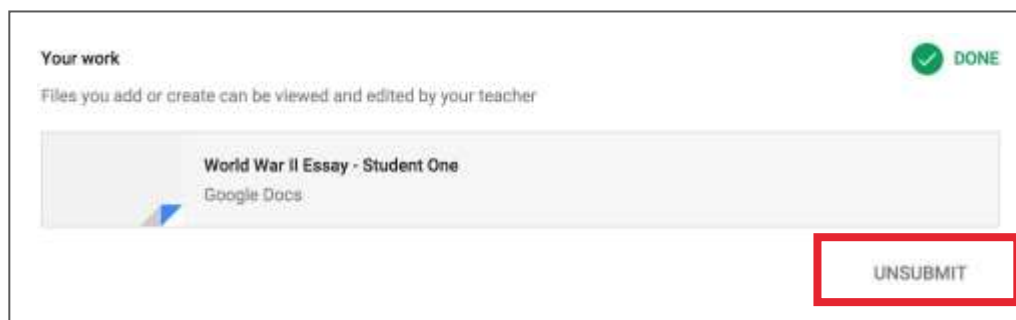 Your work
DONE
Files you add or create can be viewed and edited by your teacher
World War II Essay - Student One
Google Docs
UNSUBMIT